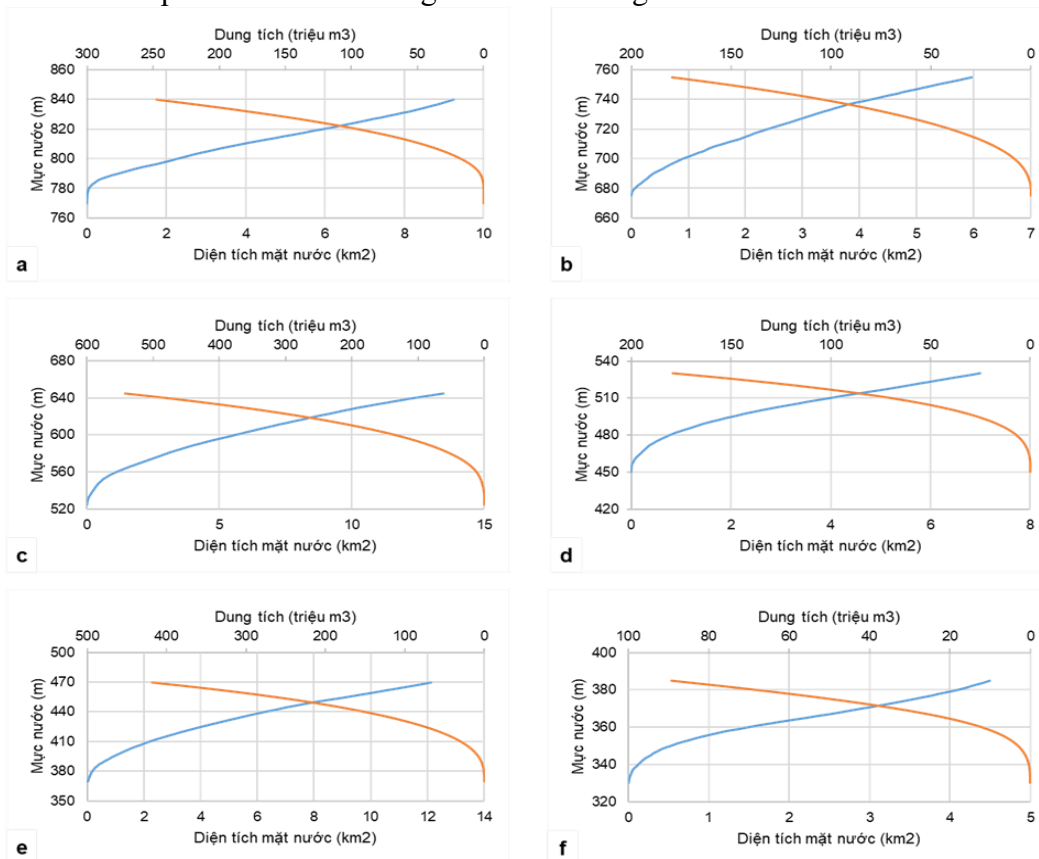 Dung tích (triệu m3)
300 250 200 150 100 50 0
860
840
820
800
780
760
Mực nước (m)
0 2 4 6 8 10
Diện tích mặt nước (km2)
a
Dung tích (triệu m3)
200 150 100 50 0
760
740
720
700
680
660
Mực nước (m)
0 1 2 3 4 5 6 7
Diện tích mặt nước (km2)
b
Dung tích (triệu m3)
600 500 400 300 200 100 0
680
640
600
560
520
Mực nước (m)
0 5 10 15
Diện tích mặt nước (km2)
c
Dung tích (triệu m3)
200 150 100 50 0
540
510
480
450
420
Mực nước (m)
0 2 4 6 8
Diện tích mặt nước (km2)
d
Dung tích (triệu m3)
500 400 300 200 100 0
500
470
440
410
380
350
Mực nước (m)
0 2 4 6 8 10 12 14
Diện tích mặt nước (km2)
e
Dung tích (triệu m3)
100 80 60 40 20 0
400
380
360
340
320
Mực nước (m)
0 1 2 3 4 5
Diện tích mặt nước (km2)
f